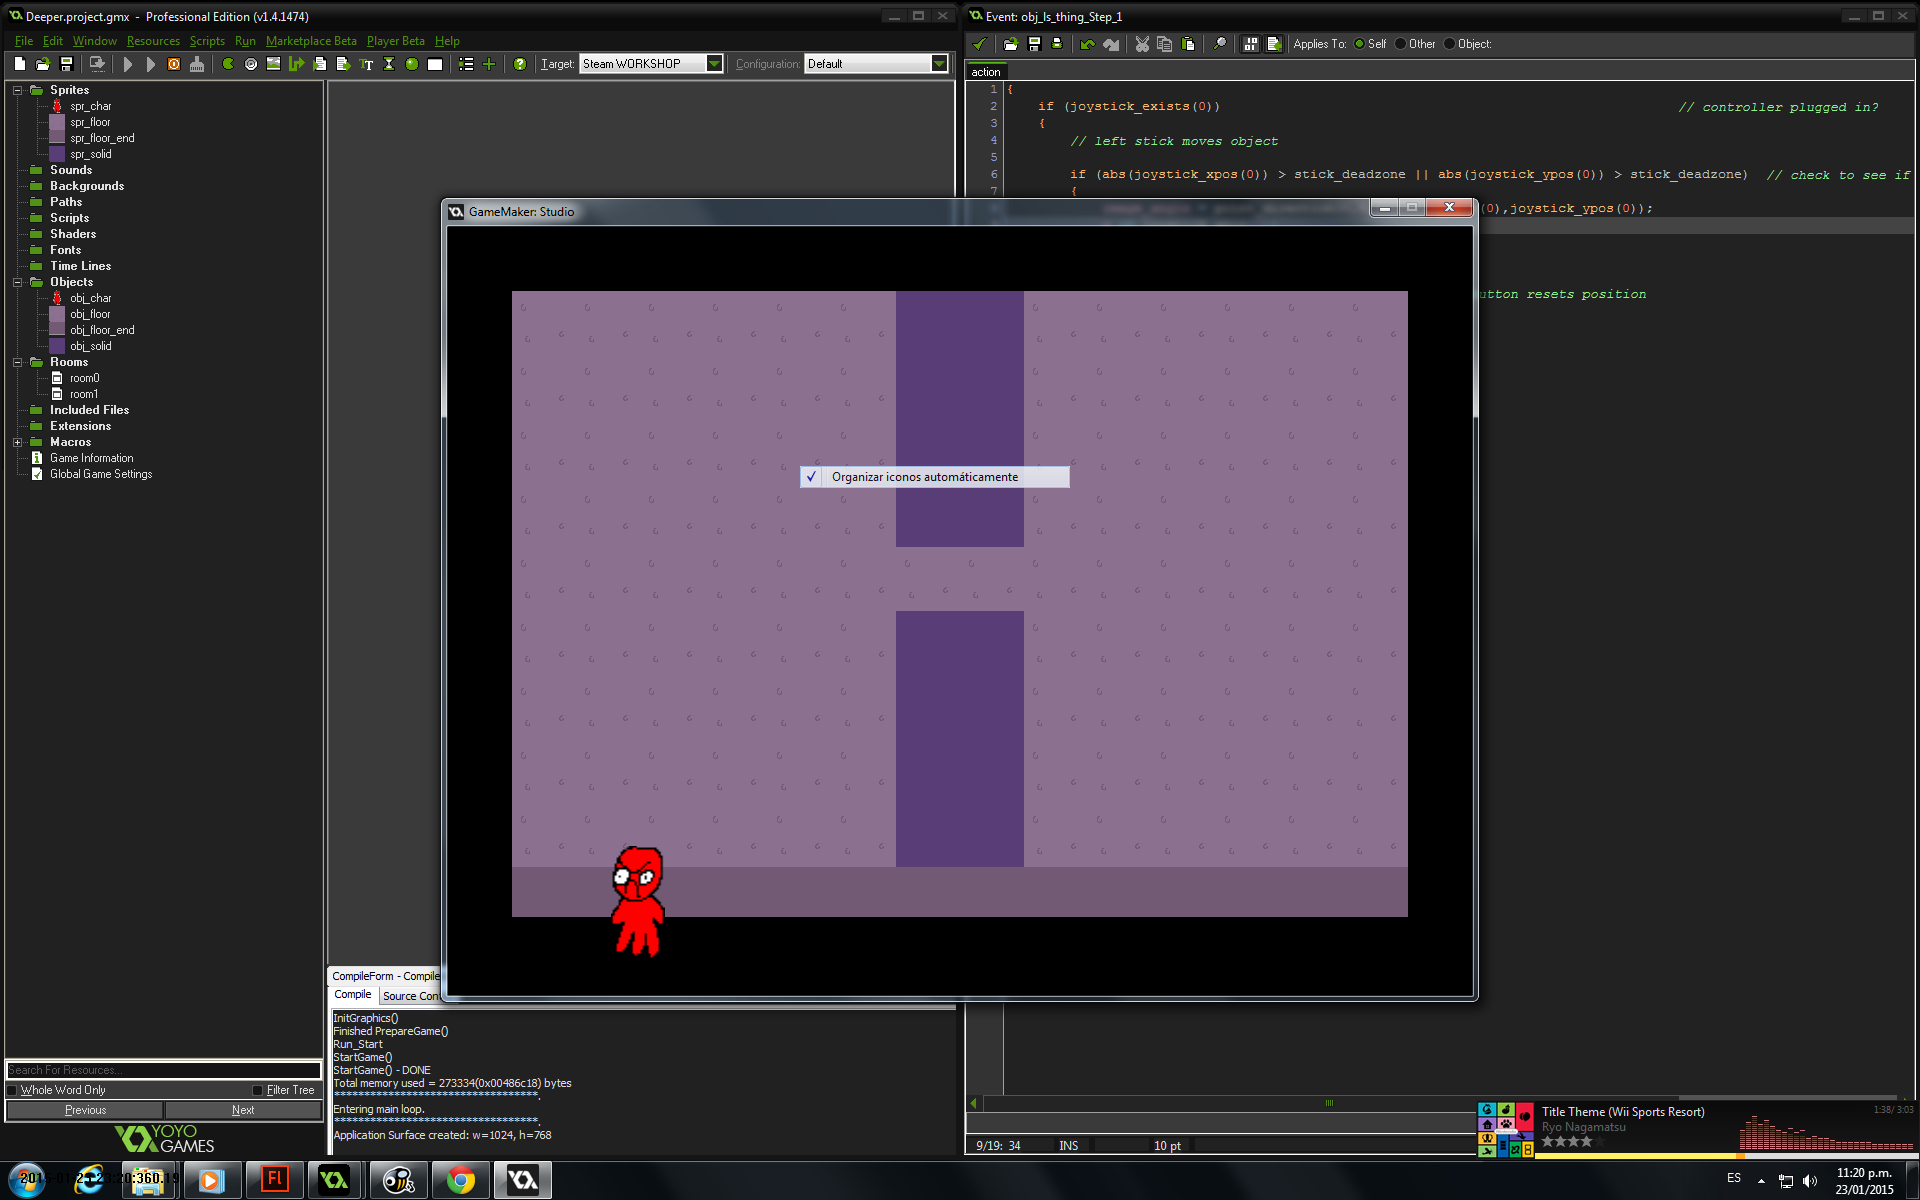 Deeper.project.gmx - Professional Edition (v1.4.1474)
File Edit Window Resources Scripts Run Marketplace Beta Player Beta Help
Target: Steam WORKSHOP Configuration: Default
Sprites
spr_char
spr_floor
spr_floor_end
spr_solid
Sounds
Backgrounds
Paths
Scripts
Shaders
Fonts
Time Lines
Objects
obj_char
obj_floor
obj_floor_end
obj_solid
Rooms
room0
room1
Included Files
Extensions
Macros
Game Information
Global Game Settings
Search For Resources...
Whole Word Only Filter Tree
Previous Next
YOYO
GAMES
Event: obj_ls_thing_Step_1
Applies To: Self Other Object:
action
1 {
2 if (joystick_exists(0)) // controller plugged in?
3 {
4 // left stick moves object
5
6 if (abs(joystick_xpos(0)) > stick_deadzone || abs(joystick_ypos(0)) > stick_deadzone) // check to see if
7 {
(0),joystick_ypos(0));
utton resets position
GameMaker: Studio
✓ Organizar iconos automáticamente
CompileForm - Compile
Compile Source Con
InitGraphics()
Finished PrepareGame()
Run_Start
StartGame()
StartGame() - DONE
Total memory used = 273334(0x00486c18) bytes
***********************************.
Entering main loop.
***********************************.
Application Surface created: w=1024, h=768
9/19: 34 INS 10 pt
Title Theme (Wii Sports Resort)
Ryo Nagamatsu
1:38/ 3:03
Fl
ES
11:20 p.m.
23/01/2015